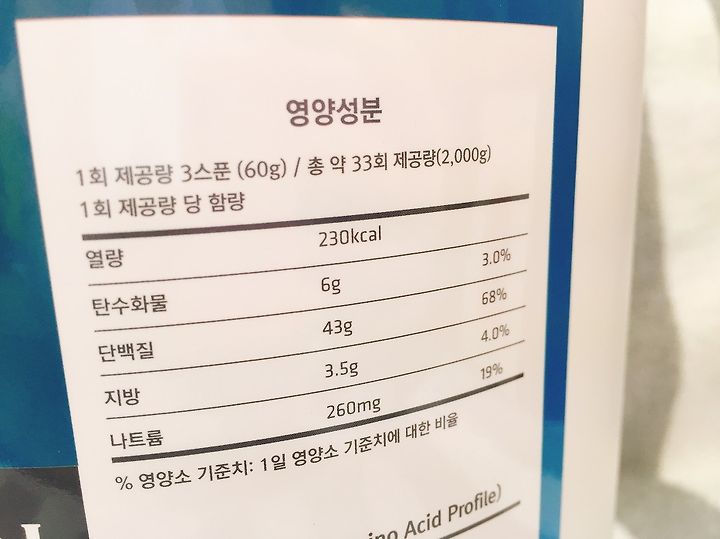 영양성분
1회 제공량 3스푼 (60g) / 총 약 33회 제공량(2,000g)
1회 제공량 당 함량
열량 230kcal
탄수화물 6g 3.0%
단백질 43g 68%
지방 3.5g 4.0%
나트륨 260mg 19%
% 영양소 기준치: 1일 영양소 기준치에 대한 비율
Acid Profile)